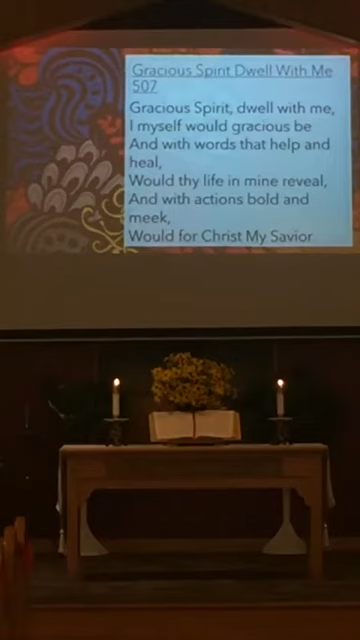 Gracious Spirit Dwell With Me
507
Gracious Spirit, dwell with me,
I myself would gracious be
And with words that help and
heal,
Would thy life in mine reveal,
And with actions bold and
meek,
Would for Christ My Savior